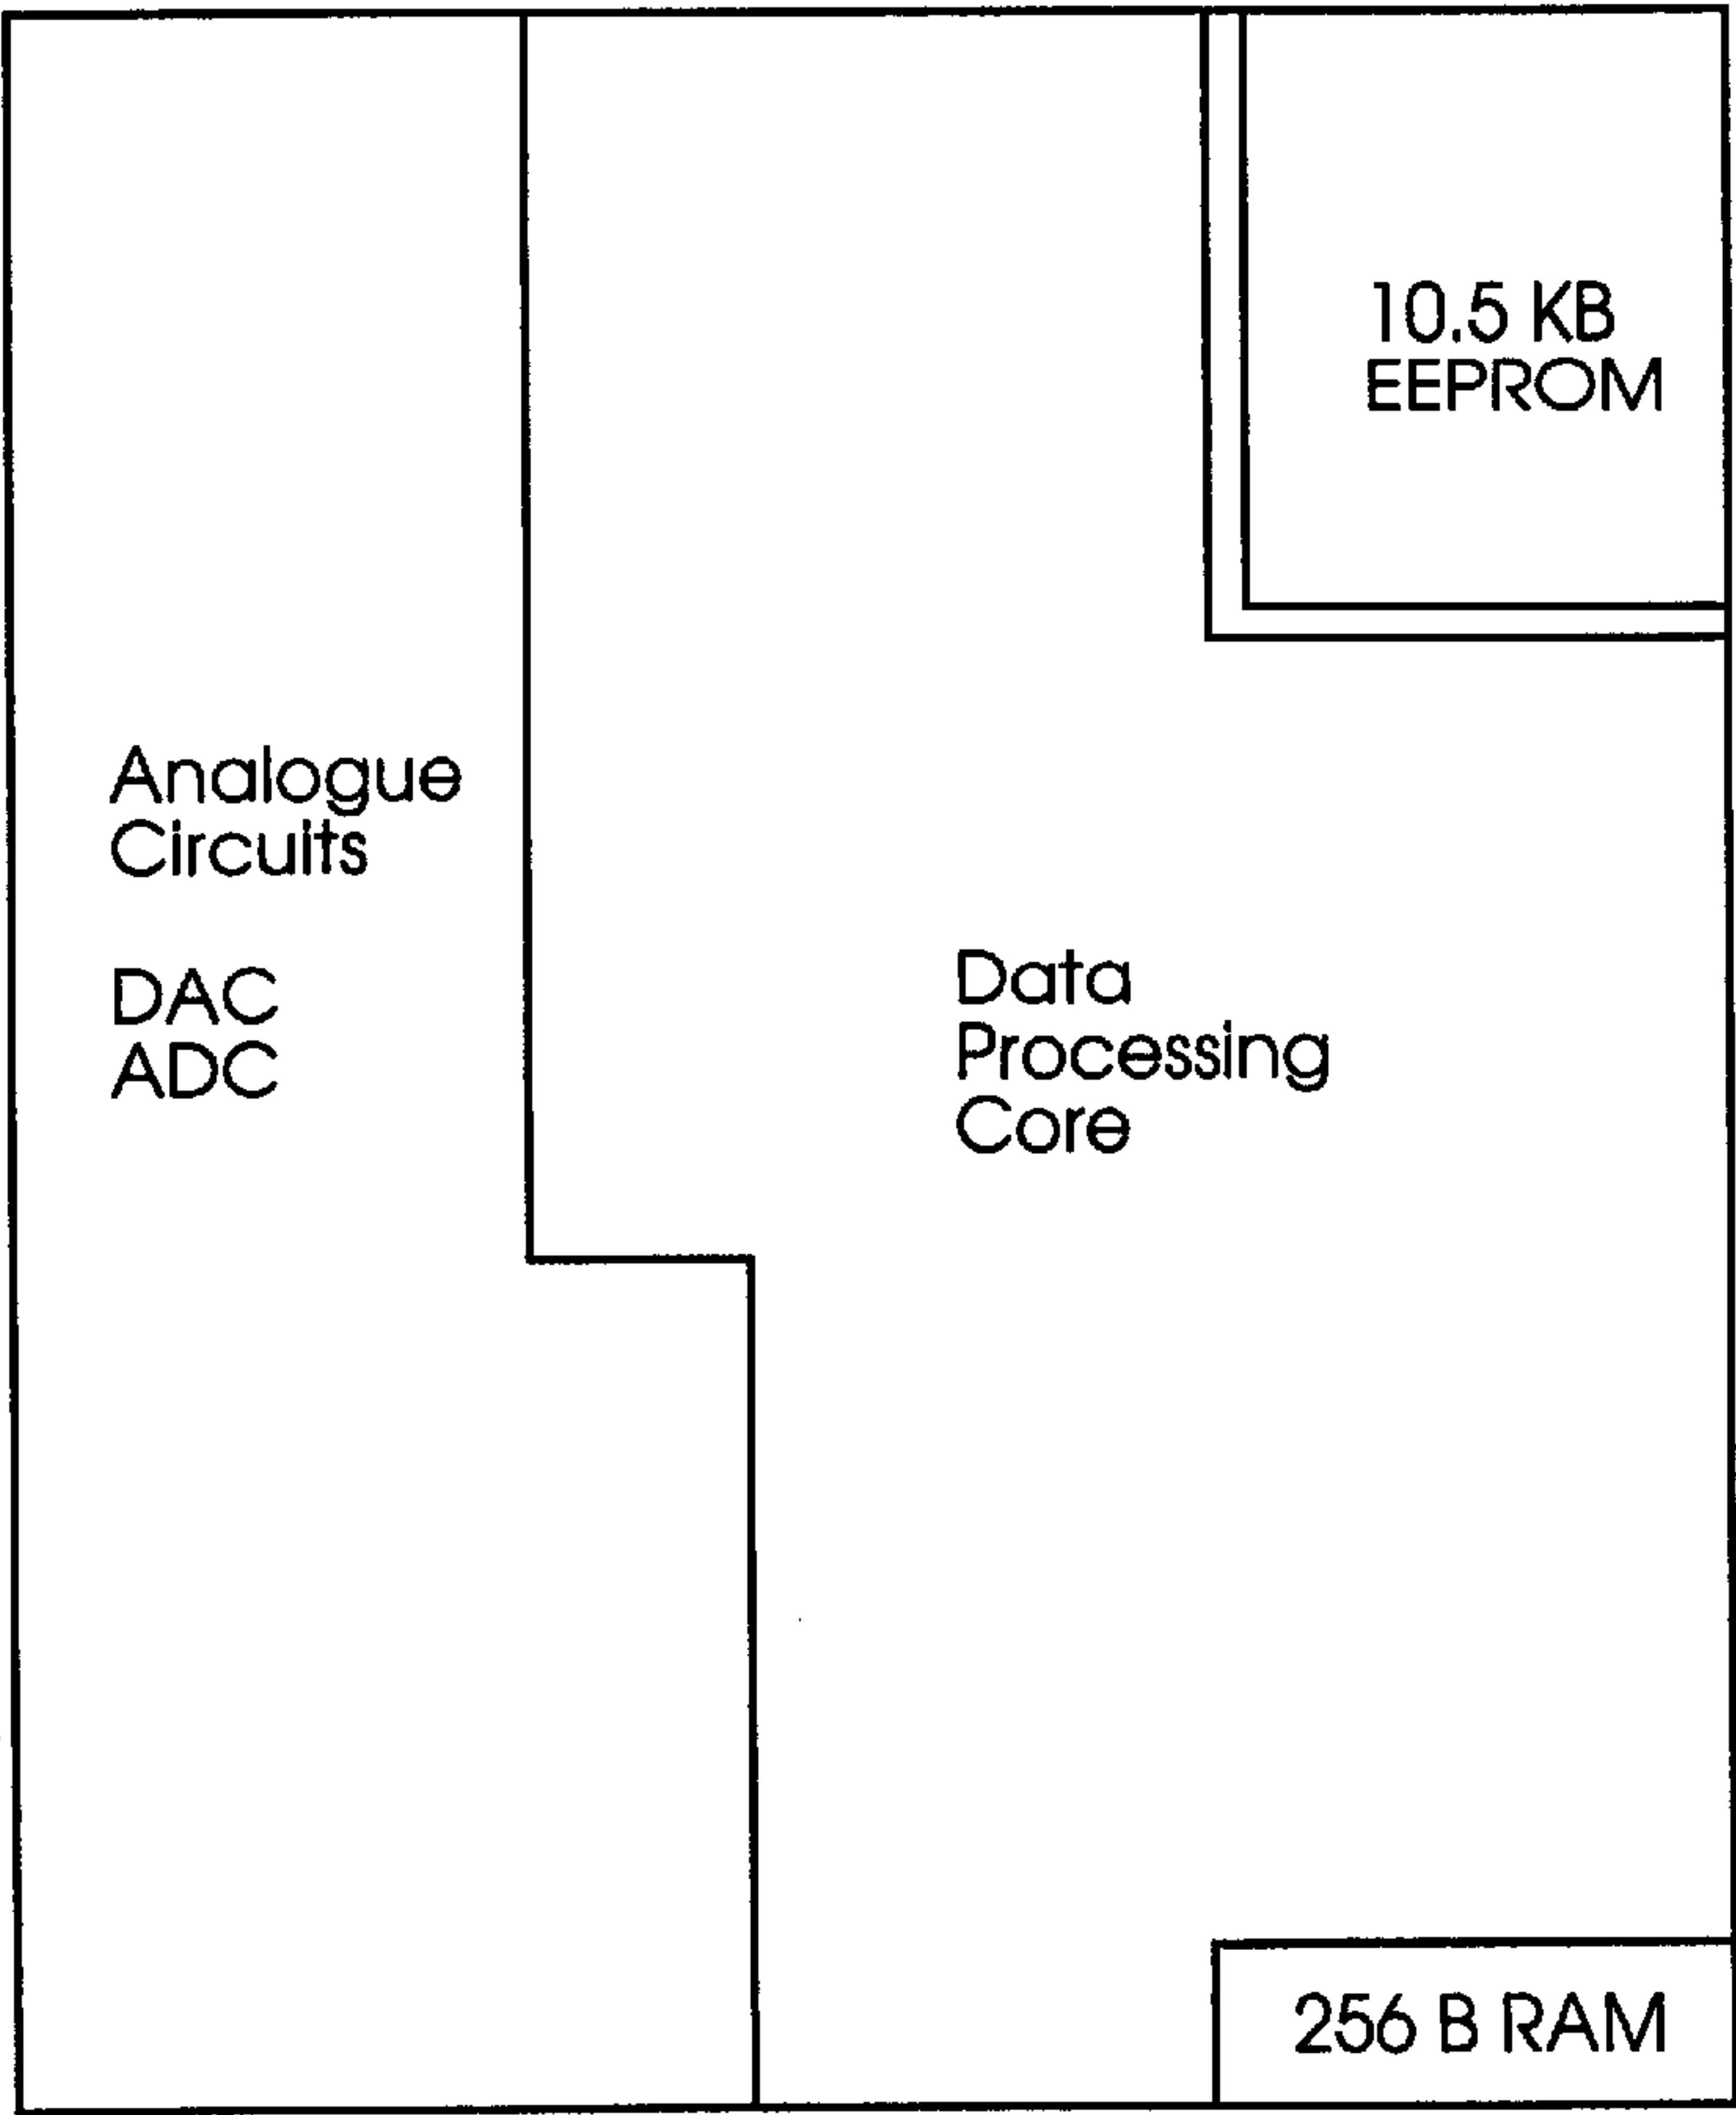 10.5 KB
EEPROM
Analogue
Circuits
DAC
ADC
Data
Processing
Core
256 B RAM